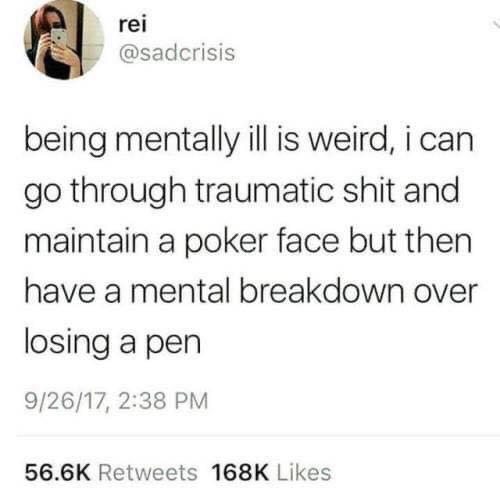 rei
@sadcrisis
being mentally ill is weird, i can
go through traumatic shit and
maintain a poker face but then
have a mental breakdown over
losing a pen
9/26/17, 2:38 PM
56.6K Retweets 168K Likes